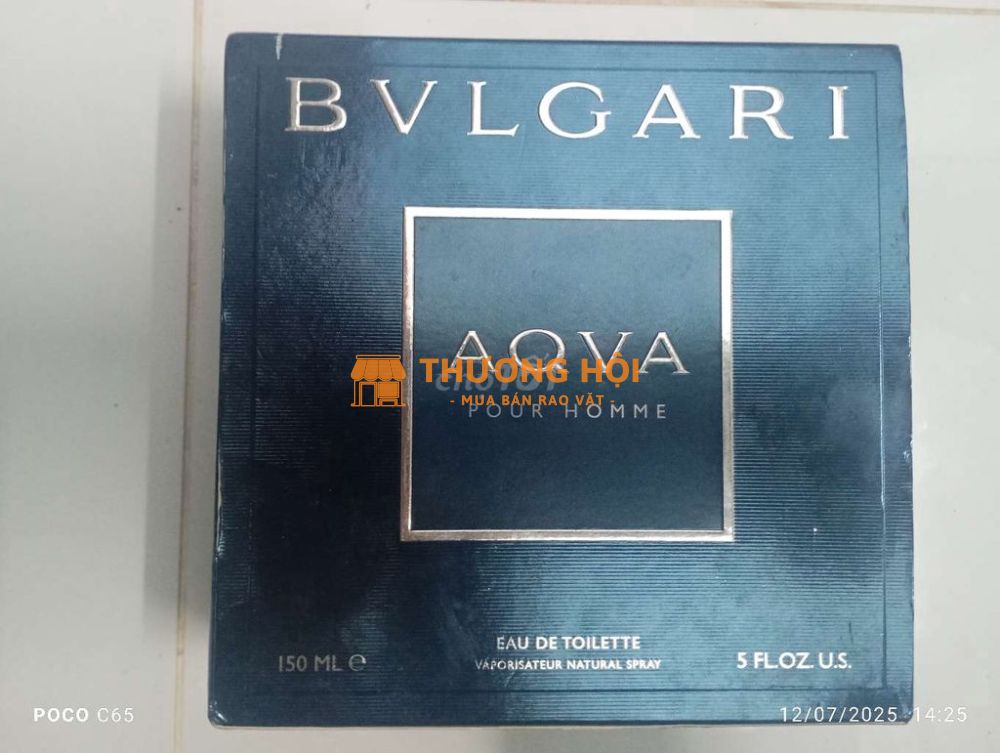 BVLGARI
AQVA
THƯƠNG HỘI
- MUA BÁN RAO VẶT -
POUR HOMME
EAU DE TOILETTE
150 ML ℮
VAPORISATEUR NATURAL SPRAY
5 FL.OZ. U.S.
POCO C65
12/07/2025 14:25